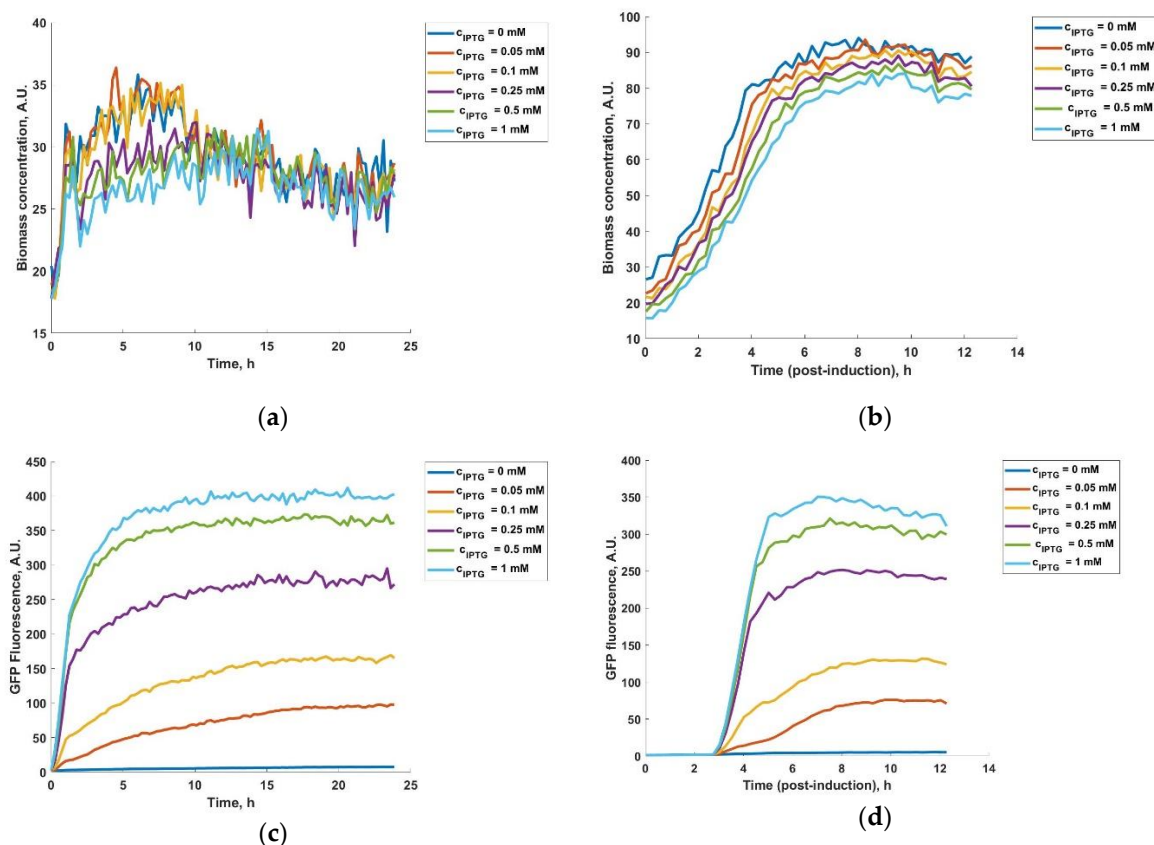 40
35
30
25
20
15
Biomass concentration, A.U.
0 5 10 15 20 25
Time, h
c_IPTG = 0 mM
c_IPTG = 0.05 mM
c_IPTG = 0.1 mM
c_IPTG = 0.25 mM
c_IPTG = 0.5 mM
c_IPTG = 1 mM
(a)
100
90
80
70
60
50
40
30
20
10
Biomass concentration, A.U.
0 2 4 6 8 10 12 14
Time (post-induction), h
c_IPTG = 0 mM
c_IPTG = 0.05 mM
c_IPTG = 0.1 mM
c_IPTG = 0.25 mM
c_IPTG = 0.5 mM
c_IPTG = 1 mM
(b)
450
400
350
300
250
200
150
100
50
0
GFP Fluorescence, A.U.
0 5 10 15 20 25
Time, h
c_IPTG = 0 mM
c_IPTG = 0.05 mM
c_IPTG = 0.1 mM
c_IPTG = 0.25 mM
c_IPTG = 0.5 mM
c_IPTG = 1 mM
(c)
400
350
300
250
200
150
100
50
0
GFP fluorescence, A.U.
0 2 4 6 8 10 12 14
Time (post-induction), h
c_IPTG = 0 mM
c_IPTG = 0.05 mM
c_IPTG = 0.1 mM
c_IPTG = 0.25 mM
c_IPTG = 0.5 mM
c_IPTG = 1 mM
(d)